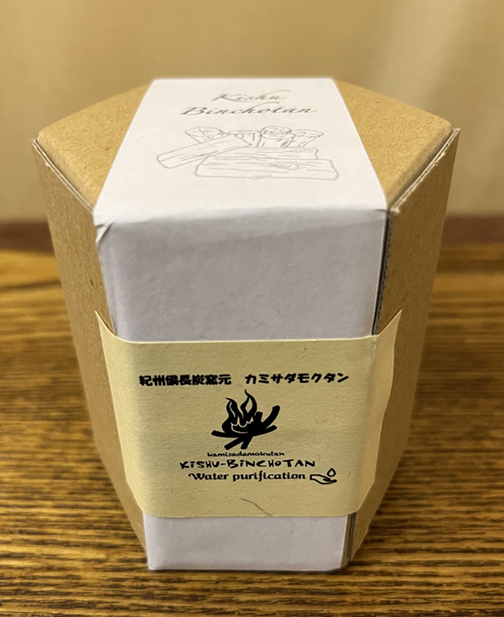 Kishu
Binchotan
紀州備長炭窯元 カミサダモクタン
kamisadamokutan
KiSHU-BiNCHOTAN
Water purification